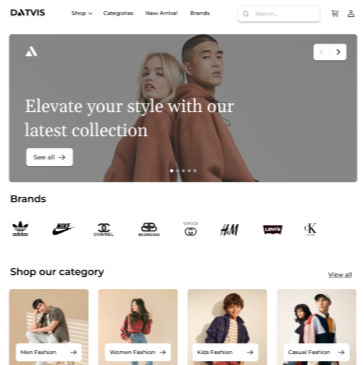 DATVIS
Shop
Categories
New Arrival
Brands
Search...
Elevate your style with our
latest collection
See all →
Brands
adidas
NIKE
CHANEL
BALENCIAGA
GUCCI
H&M
Levi's
CK
Shop our category
View all
Men Fashion →
Women Fashion →
Kids Fashion →
Casual Fashion →